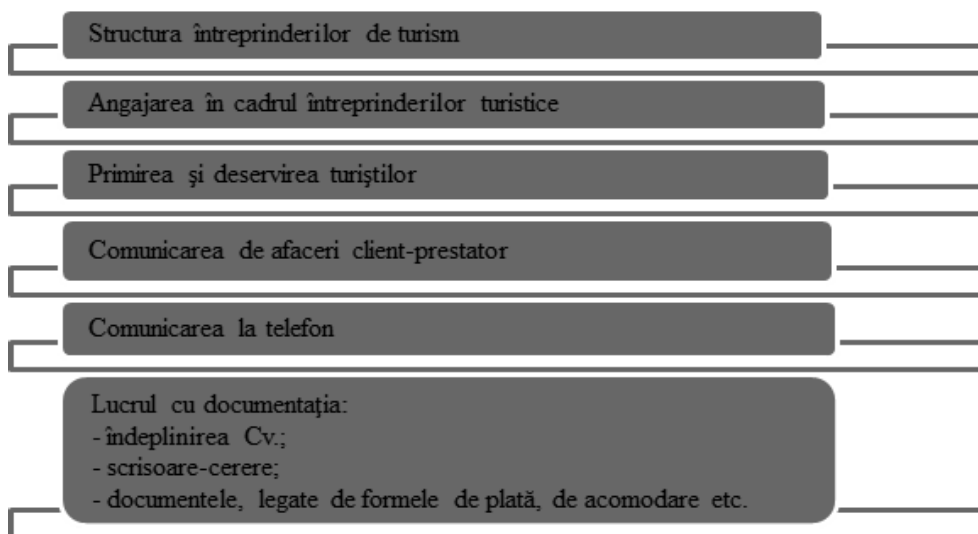 Structura întreprinderilor de turism
Angajarea în cadrul întreprinderilor turistice
Primirea şi deservirea turiştilor
Comunicarea de afaceri client-prestator
Comunicarea la telefon
Lucrul cu documentaţia:
- îndeplinirea Cv.;
- scrisoare-cerere;
- documentele, legate de formele de plată, de acomodare etc.